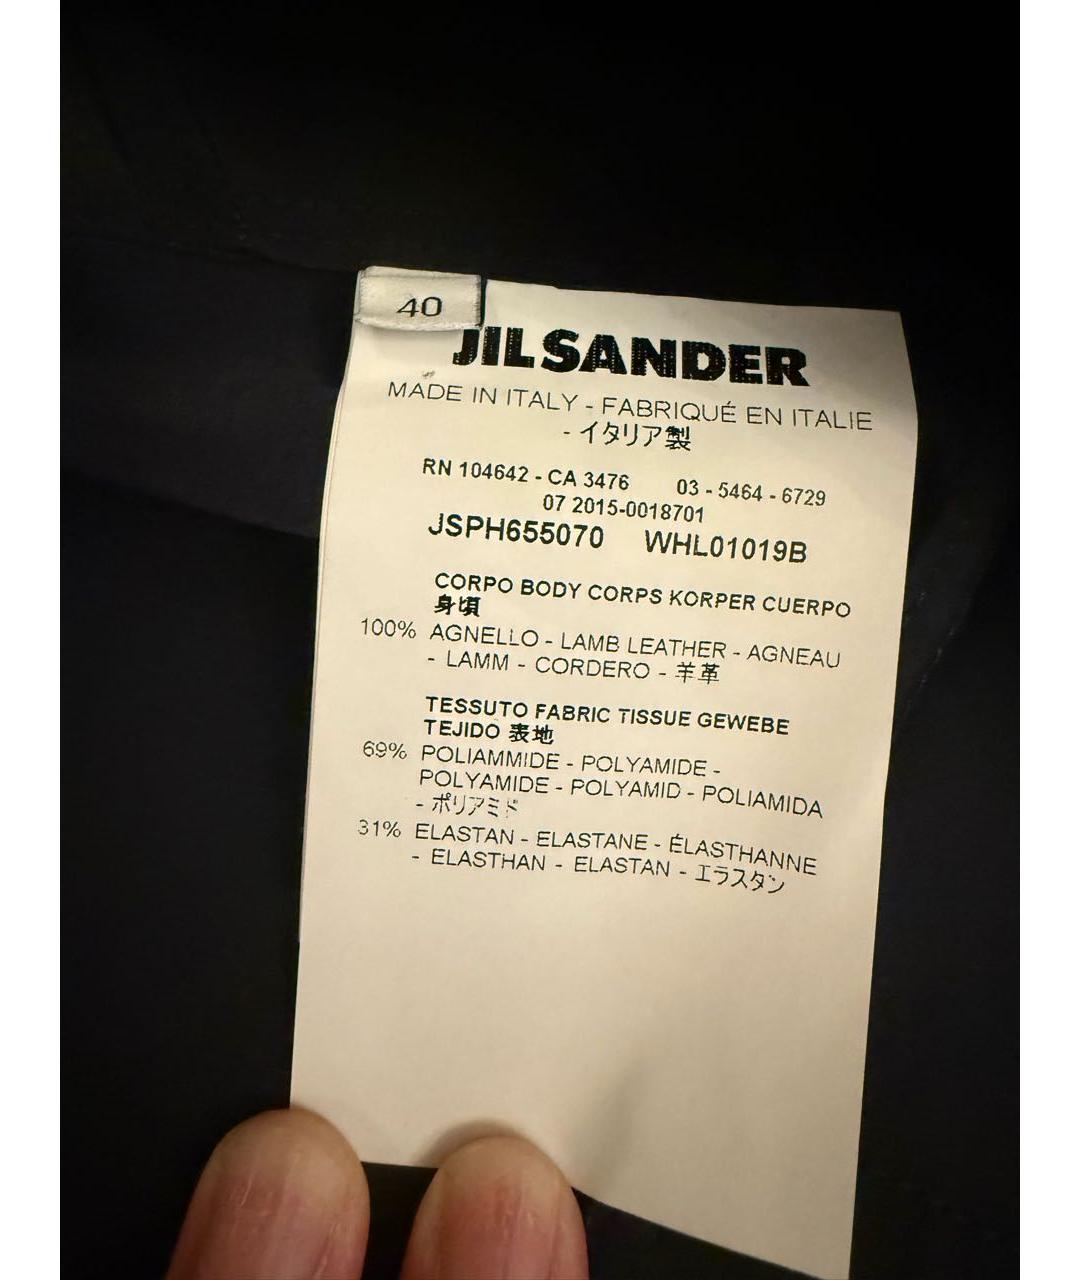 40
JIL SANDER
MADE IN ITALY - FABRIQUÉ EN ITALIE
- イタリア製
RN 104642 - CA 3476 03 - 5464 - 6729
07 2015-0018701
JSPH655070 WHL01019B
CORPO BODY CORPS KORPER CUERPO
身頃
100% AGNELLO - LAMB LEATHER - AGNEAU
- LAMM - CORDERO - 羊革
TESSUTO FABRIC TISSUE GEWEBE
TEJIDO 表地
69% POLIAMMIDE - POLYAMIDE -
POLYAMIDE - POLYAMID - POLIAMIDA
- ポリアミド
31% ELASTAN - ELASTANE - ÉLASTHANNE
- ELASTHAN - ELASTAN - エラスタン